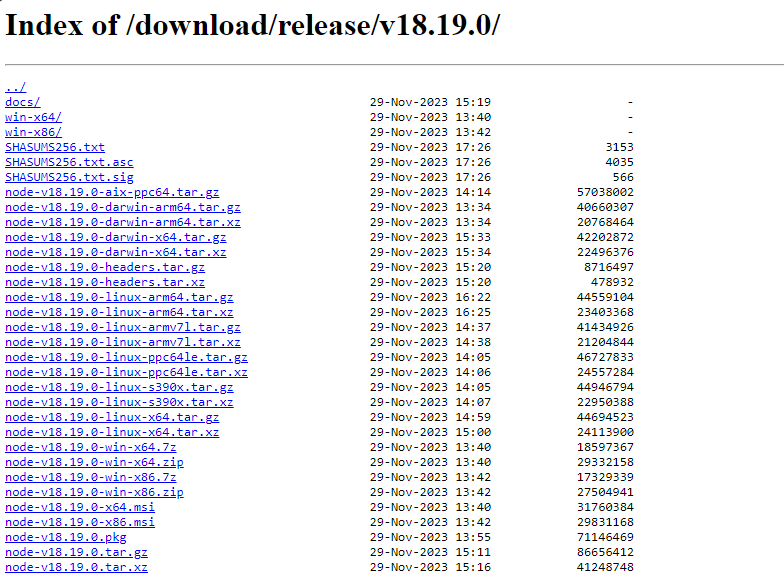 Index of /download/release/v18.19.0/
../
docs/ 29-Nov-2023 15:19 -
win-x64/ 29-Nov-2023 13:40 -
win-x86/ 29-Nov-2023 13:42 -
SHASUMS256.txt 29-Nov-2023 17:26 3153
SHASUMS256.txt.asc 29-Nov-2023 17:26 4035
SHASUMS256.txt.sig 29-Nov-2023 17:26 566
node-v18.19.0-aix-ppc64.tar.gz 29-Nov-2023 14:14 57038002
node-v18.19.0-darwin-arm64.tar.gz 29-Nov-2023 13:34 40660307
node-v18.19.0-darwin-arm64.tar.xz 29-Nov-2023 13:34 20768464
node-v18.19.0-darwin-x64.tar.gz 29-Nov-2023 15:33 42202872
node-v18.19.0-darwin-x64.tar.xz 29-Nov-2023 15:34 22496376
node-v18.19.0-headers.tar.gz 29-Nov-2023 15:20 8716497
node-v18.19.0-headers.tar.xz 29-Nov-2023 15:20 478932
node-v18.19.0-linux-arm64.tar.gz 29-Nov-2023 16:22 44559104
node-v18.19.0-linux-arm64.tar.xz 29-Nov-2023 16:25 23403368
node-v18.19.0-linux-armv7l.tar.gz 29-Nov-2023 14:37 41434926
node-v18.19.0-linux-armv7l.tar.xz 29-Nov-2023 14:38 21204844
node-v18.19.0-linux-ppc64le.tar.gz 29-Nov-2023 14:05 46727833
node-v18.19.0-linux-ppc64le.tar.xz 29-Nov-2023 14:06 24557284
node-v18.19.0-linux-s390x.tar.gz 29-Nov-2023 14:05 44946794
node-v18.19.0-linux-s390x.tar.xz 29-Nov-2023 14:07 22950388
node-v18.19.0-linux-x64.tar.gz 29-Nov-2023 14:59 44694523
node-v18.19.0-linux-x64.tar.xz 29-Nov-2023 15:00 24113900
node-v18.19.0-win-x64.7z 29-Nov-2023 13:40 18597367
node-v18.19.0-win-x64.zip 29-Nov-2023 13:40 29332158
node-v18.19.0-win-x86.7z 29-Nov-2023 13:42 17329339
node-v18.19.0-win-x86.zip 29-Nov-2023 13:42 27504941
node-v18.19.0-x64.msi 29-Nov-2023 13:40 31760384
node-v18.19.0-x86.msi 29-Nov-2023 13:42 29831168
node-v18.19.0.pkg 29-Nov-2023 13:55 71146469
node-v18.19.0.tar.gz 29-Nov-2023 15:11 86656412
node-v18.19.0.tar.xz 29-Nov-2023 15:16 41248748